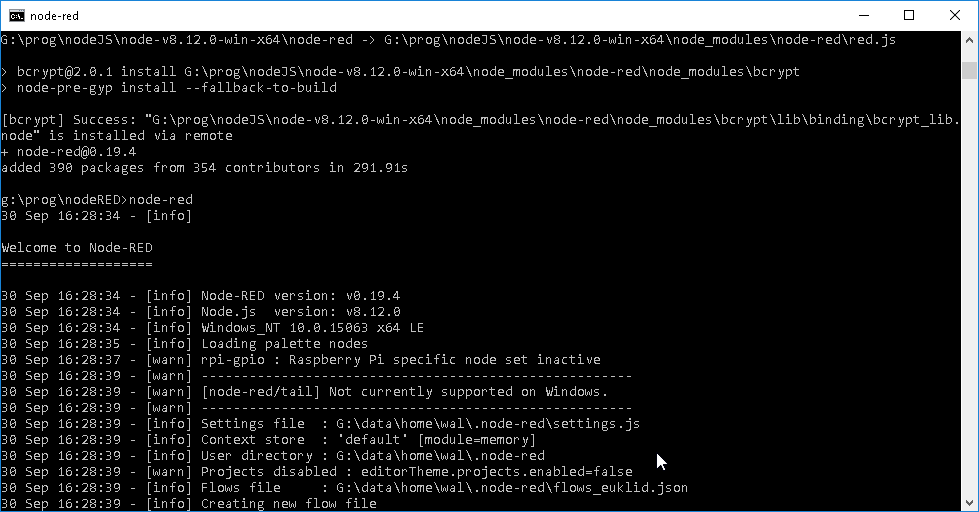 node-red
G:\prog\nodeJS\node-v8.12.0-win-x64\node-red -> G:\prog\nodeJS\node-v8.12.0-win-x64\node_modules\node-red\red.js
> bcrypt@2.0.1 install G:\prog\nodeJS\node-v8.12.0-win-x64\node_modules\node-red\node_modules\bcrypt
> node-pre-gyp install --fallback-to-build
[bcrypt] Success: "G:\prog\nodeJS\node-v8.12.0-win-x64\node_modules\node-red\node_modules\bcrypt\lib\binding\bcrypt_lib.
node" is installed via remote
+ node-red@0.19.4
added 390 packages from 354 contributors in 291.91s
g:\prog\nodeRED>node-red
30 Sep 16:28:34 - [info]
Welcome to Node-RED
===================
30 Sep 16:28:34 - [info] Node-RED version: v0.19.4
30 Sep 16:28:34 - [info] Node.js  version: v8.12.0
30 Sep 16:28:34 - [info] Windows_NT 10.0.15063 x64 LE
30 Sep 16:28:35 - [info] Loading palette nodes
30 Sep 16:28:37 - [warn] rpi-gpio : Raspberry Pi specific node set inactive
30 Sep 16:28:39 - [warn] ------------------------------------------------------
30 Sep 16:28:39 - [warn] [node-red/tail] Not currently supported on Windows.
30 Sep 16:28:39 - [warn] ------------------------------------------------------
30 Sep 16:28:39 - [info] Settings file  : G:\data\home\wal\.node-red\settings.js
30 Sep 16:28:39 - [info] Context store  : 'default' [module=memory]
30 Sep 16:28:39 - [info] User directory : G:\data\home\wal\.node-red
30 Sep 16:28:39 - [warn] Projects disabled : editorTheme.projects.enabled=false
30 Sep 16:28:39 - [info] Flows file     : G:\data\home\wal\.node-red\flows_euklid.json
30 Sep 16:28:39 - [info] Creating new flow file